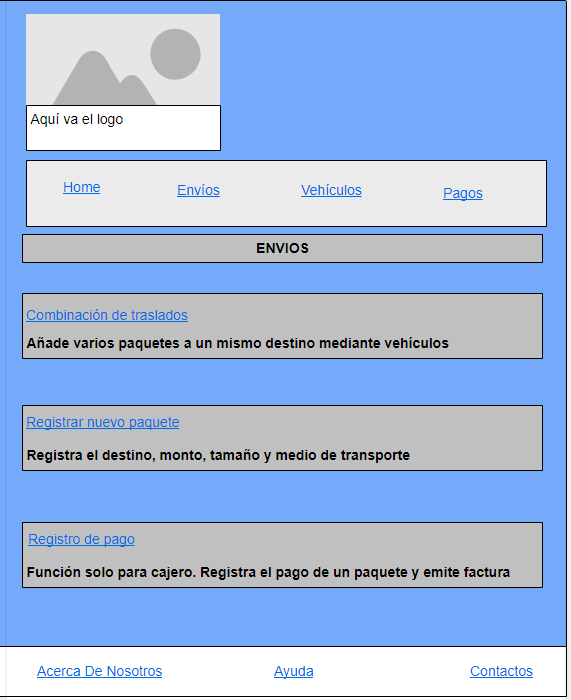 Aquí va el logo
Home Envíos Vehículos Pagos
ENVIOS
Combinación de traslados
Añade varios paquetes a un mismo destino mediante vehículos
Registrar nuevo paquete
Registra el destino, monto, tamaño y medio de transporte
Registro de pago
Función solo para cajero. Registra el pago de un paquete y emite factura
Acerca De Nosotros Ayuda Contactos